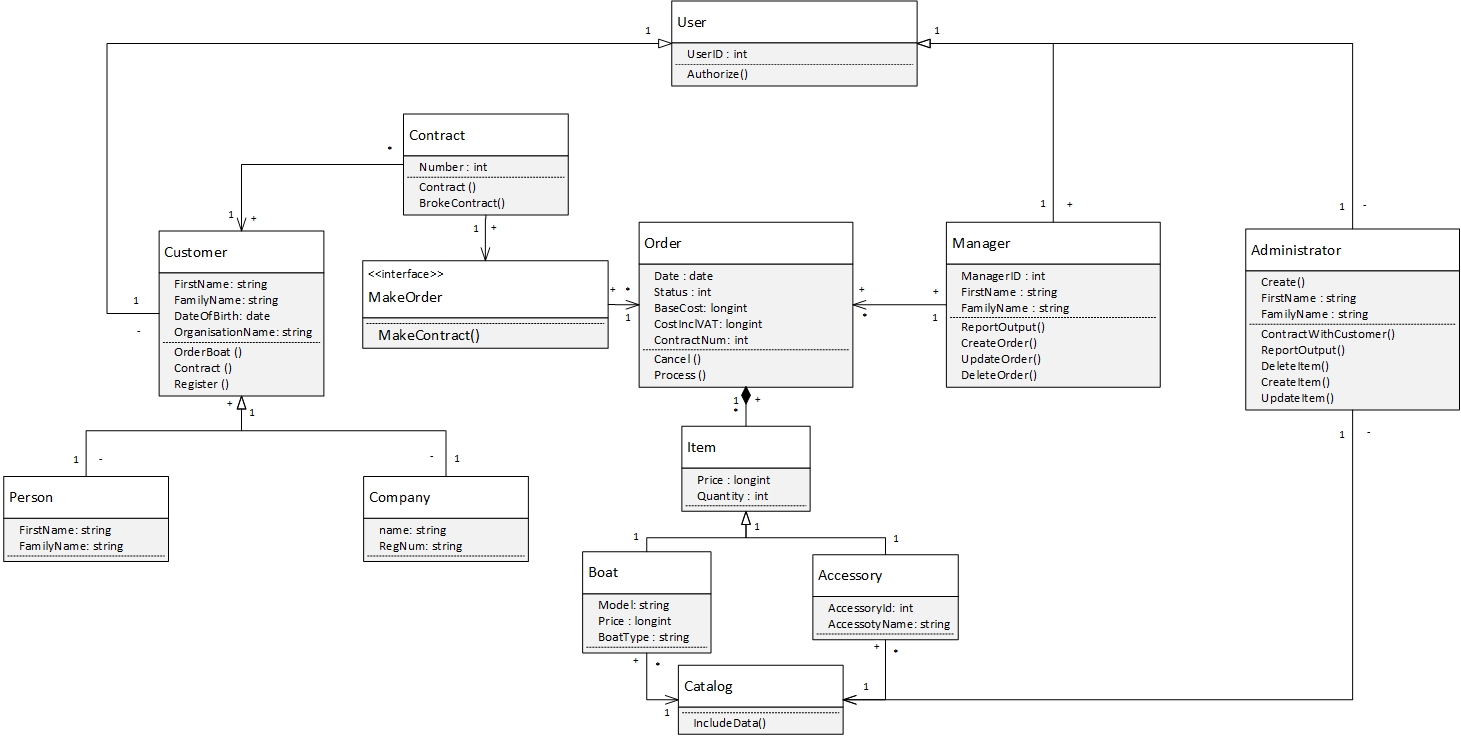 User
UserID : int
Authorize()
1
1
Contract
Number : int
Contract ()
BrokeContract()
*
1 +
1 +
Customer
FirstName: string
FamilyName: string
DateOfBirth: date
OrganisationName: string
OrderBoat ()
Contract ()
Register ()
1
-
<<interface>>
MakeOrder
MakeContract()
+ *
1
Order
Date : date
Status : int
BaseCost: longint
CostInclVAT: longint
ContractNum: int
Cancel ()
Process ()
+
*
+
1
1 +
Manager
ManagerID : int
FirstName : string
FamilyName : string
ReportOutput()
CreateOrder()
UpdateOrder()
DeleteOrder()
1 -
Administrator
Create()
FirstName : string
FamilyName : string
ContractWithCustomer()
ReportOutput()
DeleteItem()
CreateItem()
UpdateItem()
1 -
+
1
1 -
- 1
Person
FirstName: string
FamilyName: string
Company
name: string
RegNum: string
1 +
*
Item
Price : longint
Quantity : int
1
1
1
Boat
Model: string
Price : longint
BoatType : string
Accessory
AccessoryId: int
AccessotyName: string
+ *
+ *
1
1
Catalog
IncludeData()